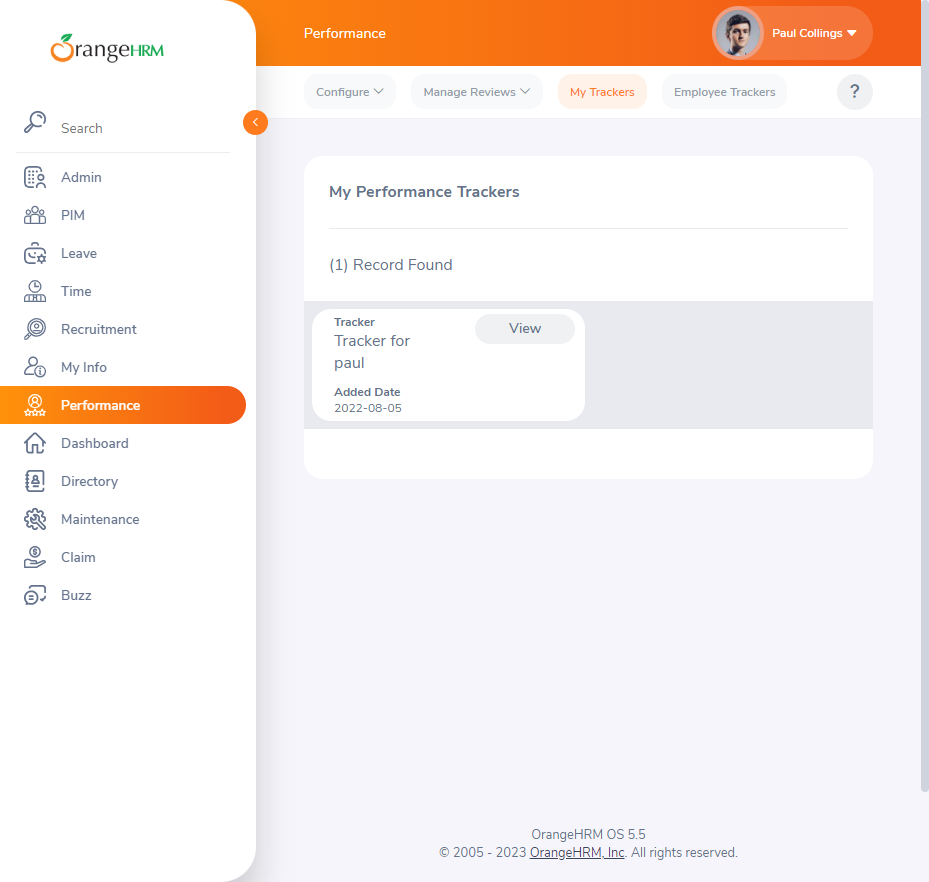 OrangeHRM
Performance
Paul Collings
Configure
Manage Reviews
My Trackers
Employee Trackers
?
Search
Admin
PIM
Leave
Time
Recruitment
My Info
Performance
Dashboard
Directory
Maintenance
Claim
Buzz
My Performance Trackers
(1) Record Found
Tracker
Tracker for
paul
View
Added Date
2022-08-05
OrangeHRM OS 5.5
© 2005 - 2023 OrangeHRM, Inc. All rights reserved.